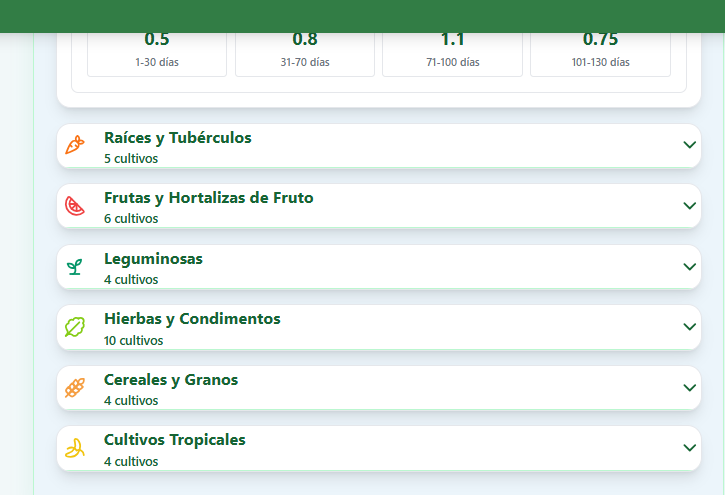 0.5 0.8 1.1 0.75
1-30 días 31-70 días 71-100 días 101-130 días
Raíces y Tubérculos
5 cultivos
Frutas y Hortalizas de Fruto
6 cultivos
Leguminosas
4 cultivos
Hierbas y Condimentos
10 cultivos
Cereales y Granos
4 cultivos
Cultivos Tropicales
4 cultivos